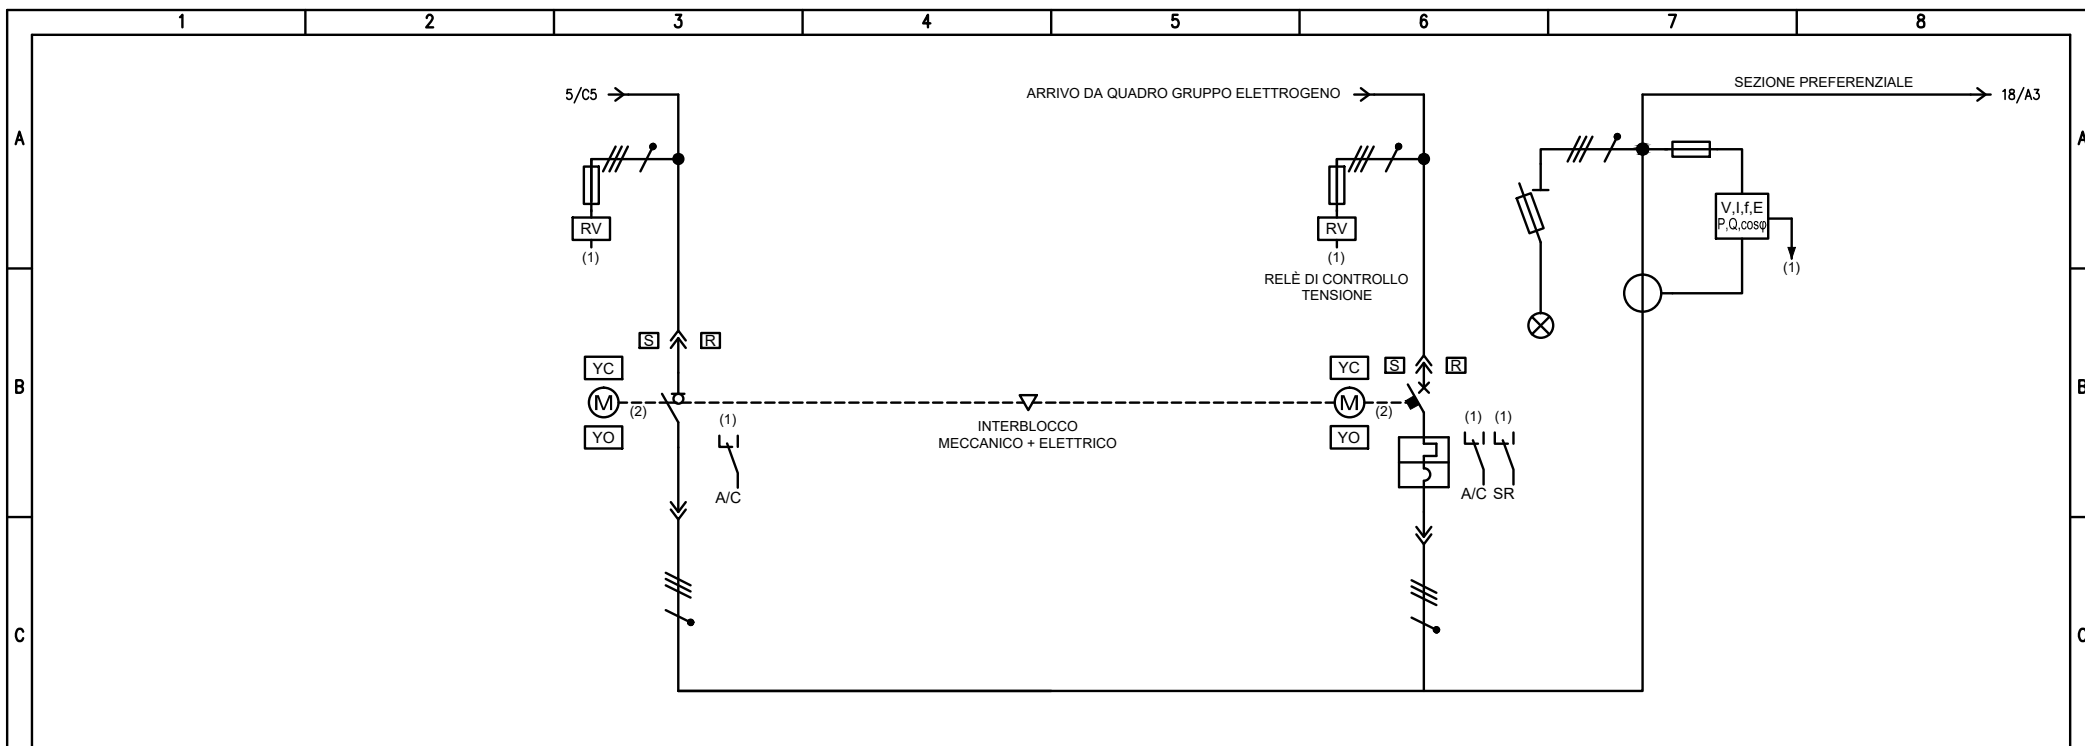 1 2 3 4 5 6 7 8
5/C5
ARRIVO DA QUADRO GRUPPO ELETTROGENO
SEZIONE PREFERENZIALE
18/A3
A A
RV
(1)
RV
(1)
RELÈ DI CONTROLLO
TENSIONE
V,I,f,E
P,Q,cosφ
(1)
S R
YC
M (2)
YO
(1)
A/C
INTERBLOCCO
MECCANICO + ELETTRICO
S R
YC
M (2)
YO
(1) (1)
A/C SR
B B
C C